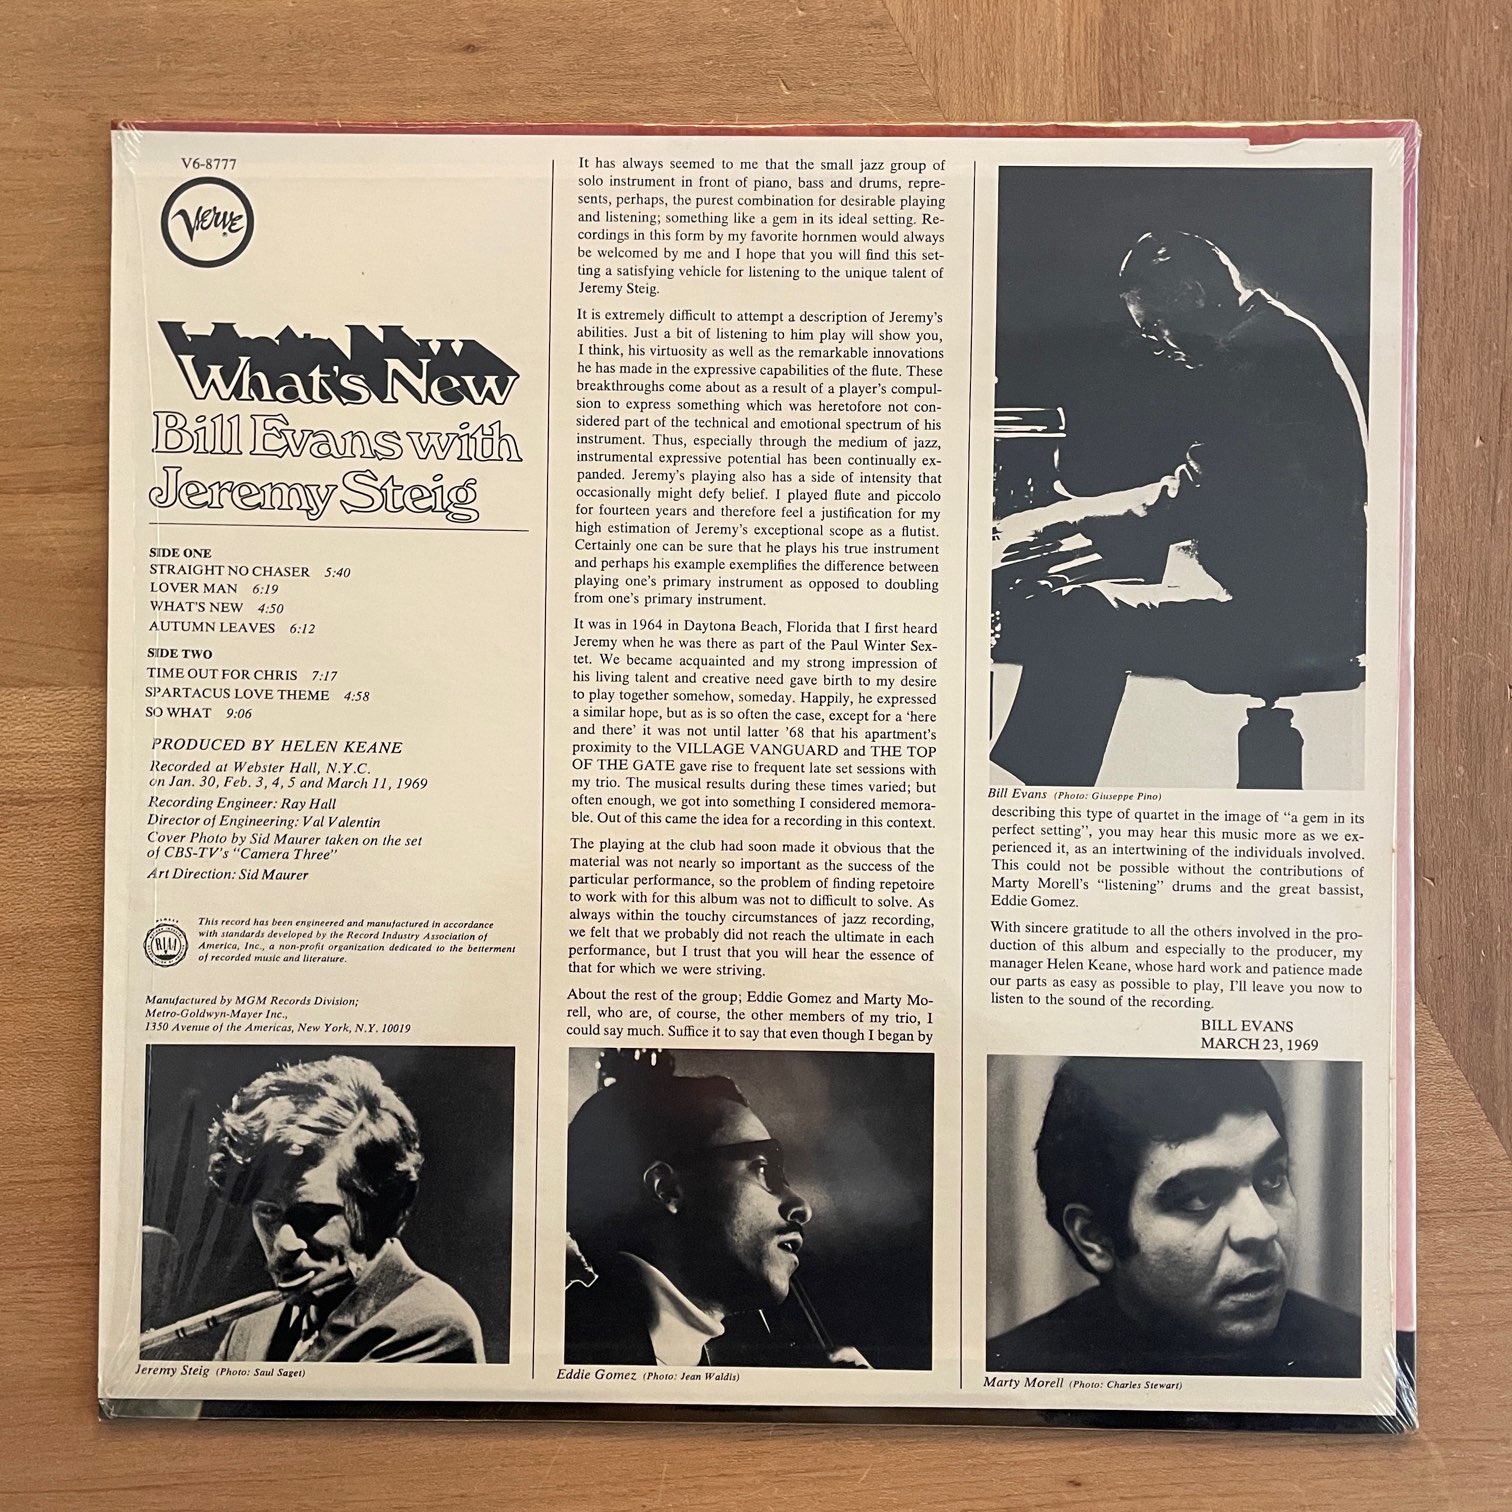 V6-8777
Verve
What's New
Bill Evans with
Jeremy Steig
SIDE ONE
STRAIGHT NO CHASER 5:40
LOVER MAN 6:19
WHAT'S NEW 4:50
AUTUMN LEAVES 6:12
SIDE TWO
TIME OUT FOR CHRIS 7:17
SPARTACUS LOVE THEME 4:58
SO WHAT 9:06
PRODUCED BY HELEN KEANE
Recorded at Webster Hall, N.Y.C.
on Jan. 30, Feb. 3, 4, 5 and March 11, 1969
Recording Engineer: Ray Hall
Director of Engineering: Val Valentin
Cover Photo by Sid Maurer taken on the set
of CBS-TV's "Camera Three"
Art Direction: Sid Maurer
RIAA
This record has been engineered and manufactured in accordance
with standards developed by the Record Industry Association of
America, Inc., a non-profit organization dedicated to the betterment
of recorded music and literature.
Manufactured by MGM Records Division;
Metro-Goldwyn-Mayer Inc.,
1350 Avenue of the Americas, New York, N.Y. 10019
Jeremy Steig (Photo: Saul Saget)
It has always seemed to me that the small jazz group of
solo instrument in front of piano, bass and drums, repre-
sents, perhaps, the purest combination for desirable playing
and listening; something like a gem in its ideal setting. Re-
cordings in this form by my favorite hornmen would always
be welcomed by me and I hope that you will find this set-
ting a satisfying vehicle for listening to the unique talent of
Jeremy Steig.
It is extremely difficult to attempt a description of Jeremy's
abilities. Just a bit of listening to him play will show you,
I think, his virtuosity as well as the remarkable innovations
he has made in the expressive capabilities of the flute. These
breakthroughs come about as a result of a player's compul-
sion to express something which was heretofore not con-
sidered part of the technical and emotional spectrum of his
instrument. Thus, especially through the medium of jazz,
instrumental expressive potential has been continually ex-
panded. Jeremy's playing also has a side of intensity that
occasionally might defy belief. I played flute and piccolo
for fourteen years and therefore feel a justification for my
high estimation of Jeremy's exceptional scope as a flutist.
Certainly one can be sure that he plays his true instrument
and perhaps his example exemplifies the difference between
playing one's primary instrument as opposed to doubling
from one's primary instrument.
It was in 1964 in Daytona Beach, Florida that I first heard
Jeremy when he was there as part of the Paul Winter Sex-
tet. We became acquainted and my strong impression of
his living talent and creative need gave birth to my desire
to play together somehow, someday. Happily, he expressed
a similar hope, but as is so often the case, except for a 'here
and there' it was not until latter '68 that his apartment's
proximity to the VILLAGE VANGUARD and THE TOP
OF THE GATE gave rise to frequent late set sessions with
my trio. The musical results during these times varied; but
often enough, we got into something I considered memora-
ble. Out of this came the idea for a recording in this context.
The playing at the club had soon made it obvious that the
material was not nearly so important as the success of the
particular performance, so the problem of finding repetoire
to work with for this album was not to difficult to solve. As
always within the touchy circumstances of jazz recording,
we felt that we probably did not reach the ultimate in each
performance, but I trust that you will hear the essence of
that for which we were striving.
About the rest of the group; Eddie Gomez and Marty Mo-
rell, who are, of course, the other members of my trio, I
could say much. Suffice it to say that even though I began by
Eddie Gomez (Photo: Jean Waldis)
Bill Evans (Photo: Giuseppe Pino)
describing this type of quartet in the image of "a gem in its
perfect setting", you may hear this music more as we ex-
perienced it, as an intertwining of the individuals involved.
This could not be possible without the contributions of
Marty Morell's "listening" drums and the great bassist,
Eddie Gomez.
With sincere gratitude to all the others involved in the pro-
duction of this album and especially to the producer, my
manager Helen Keane, whose hard work and patience made
our parts as easy as possible to play, I'll leave you now to
listen to the sound of the recording.
BILL EVANS
MARCH 23, 1969
Marty Morell (Photo: Charles Stewart)